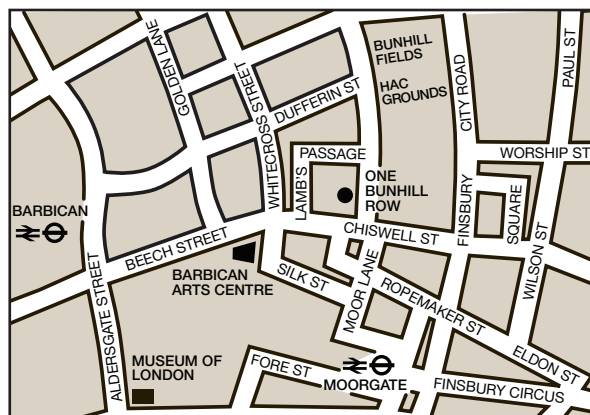 GOLDEN LANE
WHITECROSS STREET
DUFFERIN ST
BUNHILL
FIELDS
HAC
GROUNDS
CITY ROAD
PAUL ST
PASSAGE
WORSHIP ST
LAMB'S
ONE
BUNHILL
ROW
FINSBURY
SQUARE
BARBICAN
BEECH STREET
CHISWELL ST
WILSON ST
BARBICAN
ARTS CENTRE
SILK ST
MOOR LANE
ROPEMAKER ST
ALDERSGATE STREET
MUSEUM OF
LONDON
FORE ST
MOORGATE
ELDON ST
FINSBURY CIRCUS